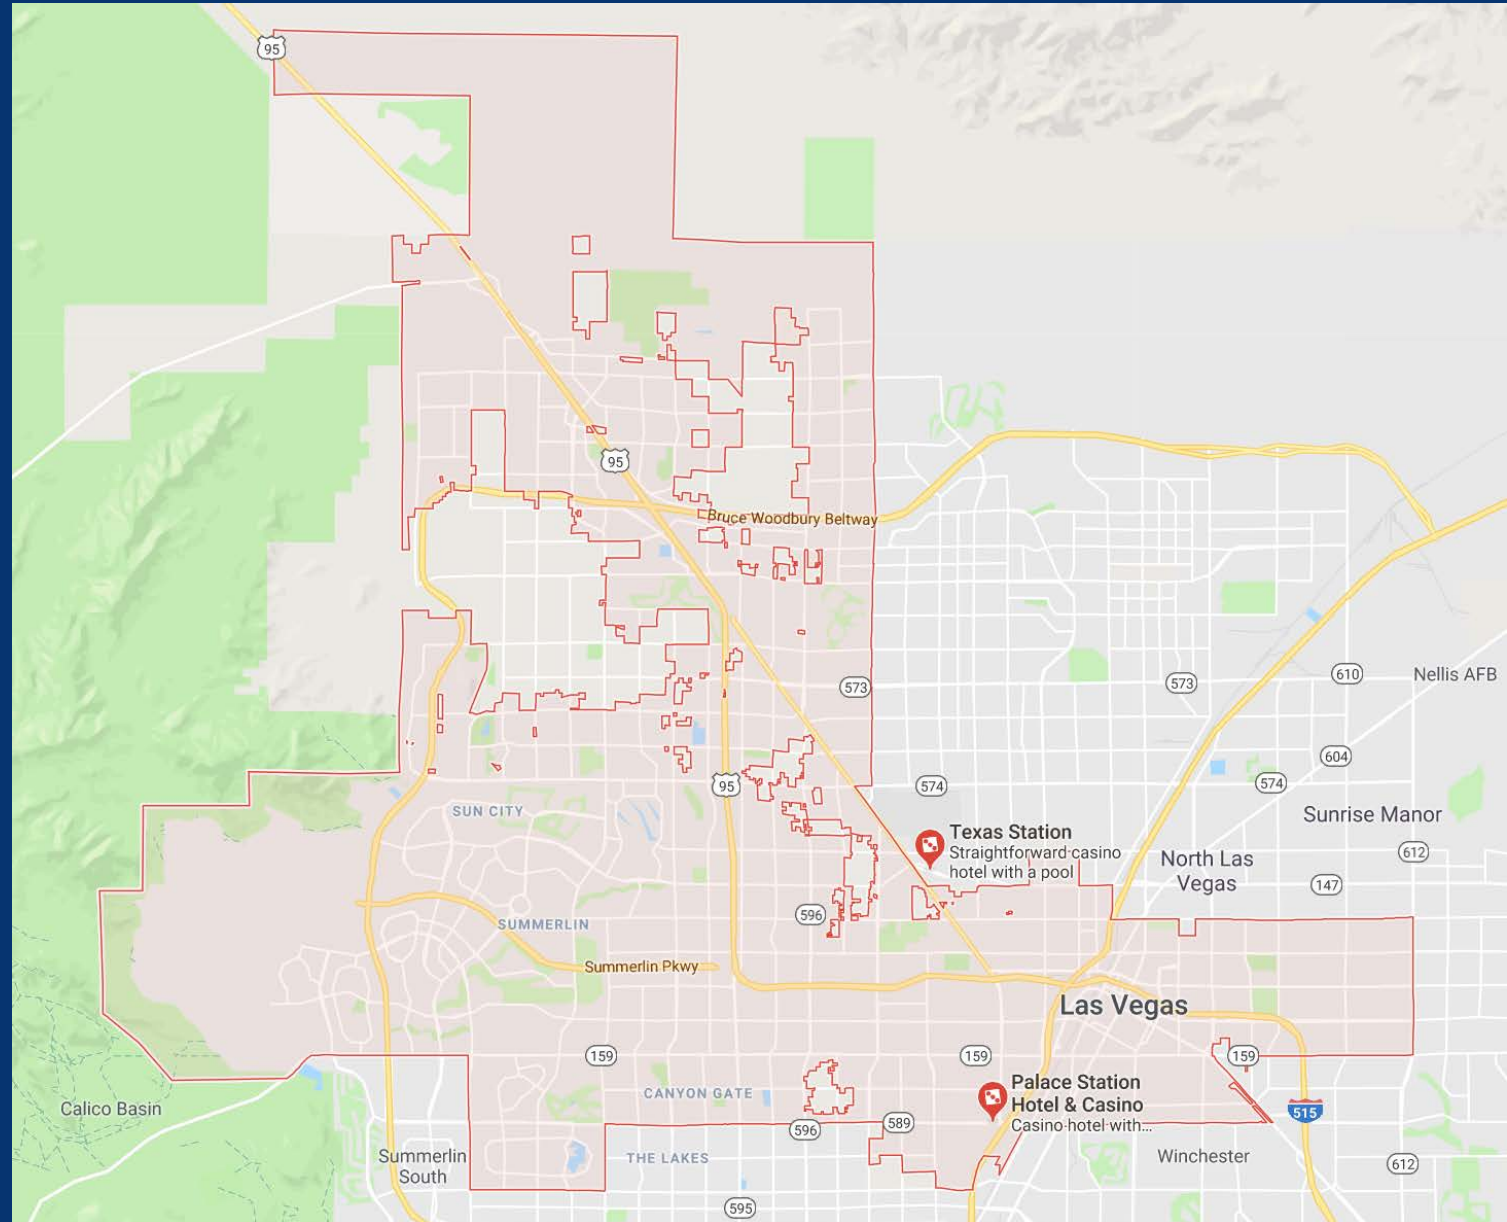 95
95
Bruce Woodbury Beltway
573
573
610
Nellis AFB
604
95
574
574
SUN CITY
Sunrise Manor
Texas Station
Straightforward casino
hotel with a pool
612
North Las
Vegas
147
596
SUMMERLIN
Summerlin Pkwy
Las Vegas
159
159
159
CANYON GATE
Palace Station
Hotel & Casino
Casino hotel with...
Calico Basin
515
596
589
Summerlin
South
THE LAKES
Winchester
612
595